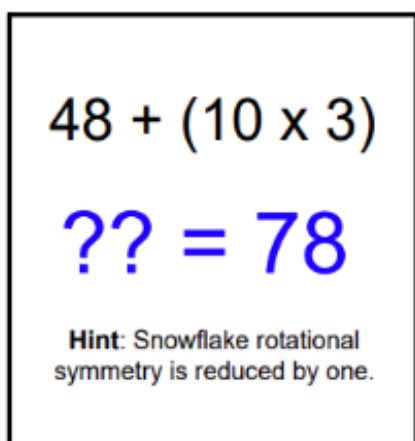 48 + (10 x 3)
?? = 78
Hint: Snowflake rotational
symmetry is reduced by one.